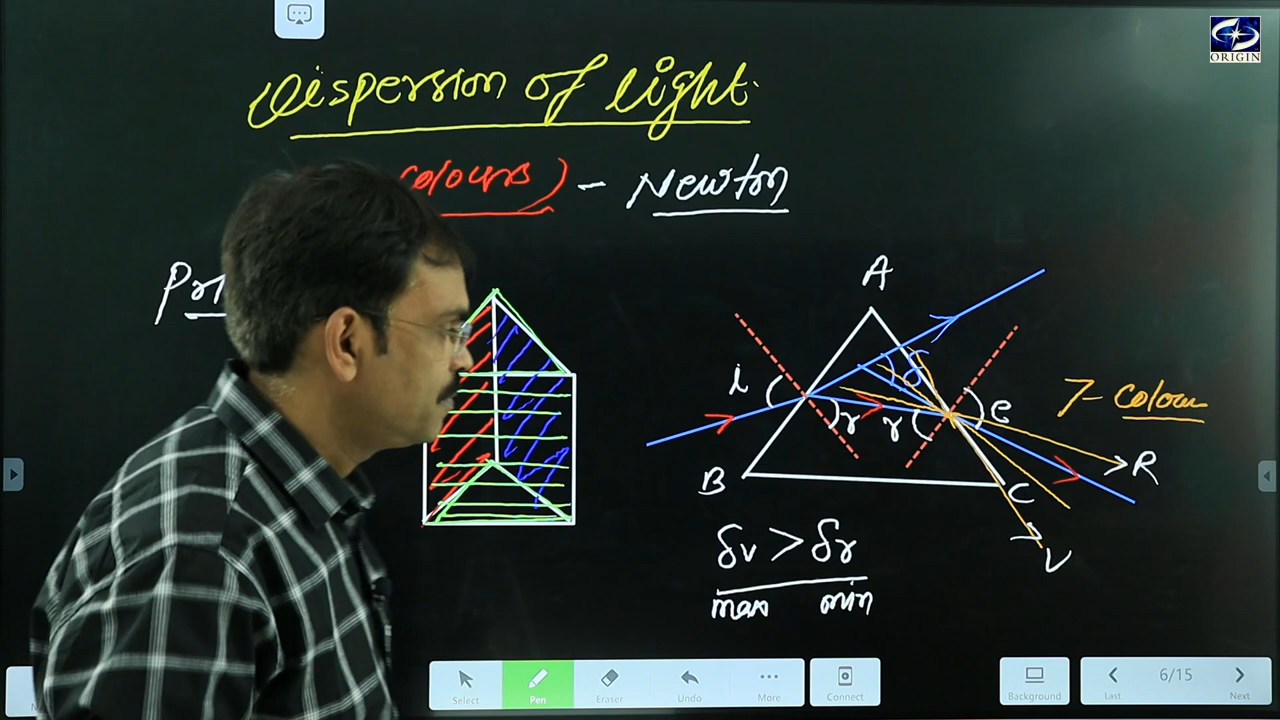 ORIGIN
Dispersion of light.
colours) - Newton
Pri
A
i
δ
r
r
e
7- colour
R
B
C
V
δv > δr
max min
Select
Pen
Eraser
Undo
More
Connect
Background
Last
6/15
Next